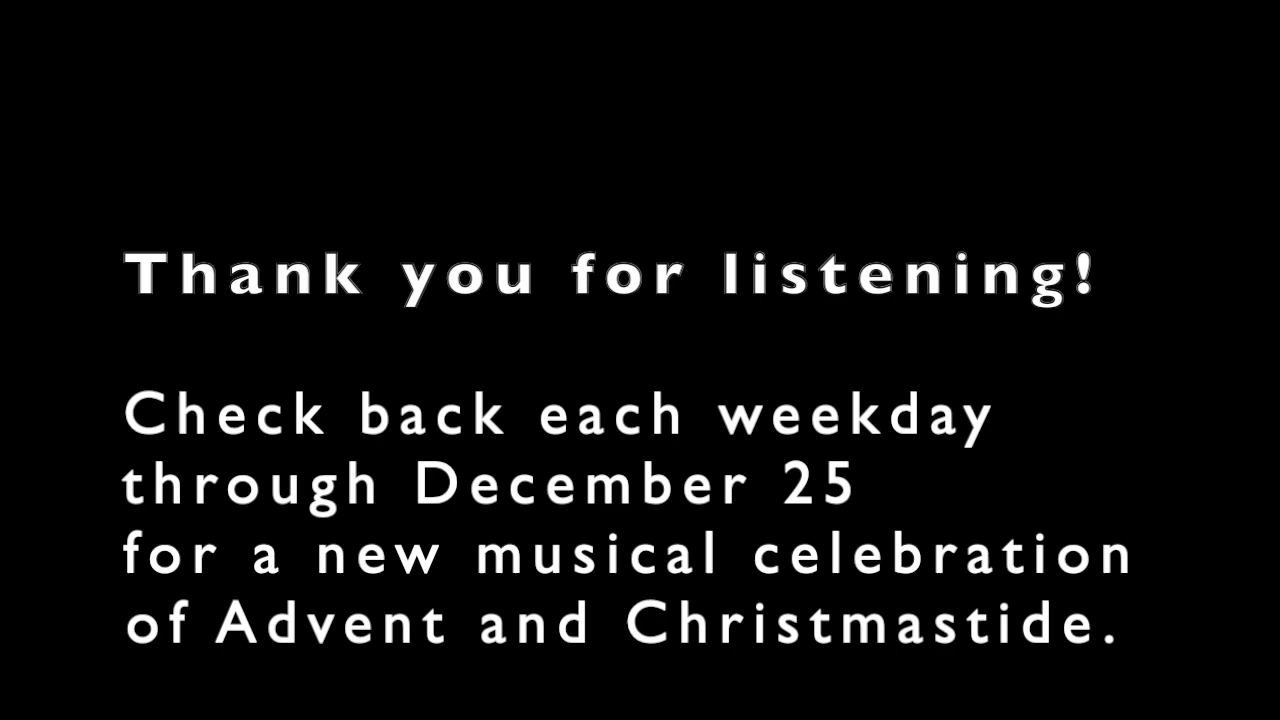 Thank you for listening!
Check back each weekday
through December 25
for a new musical celebration
of Advent and Christmastide.